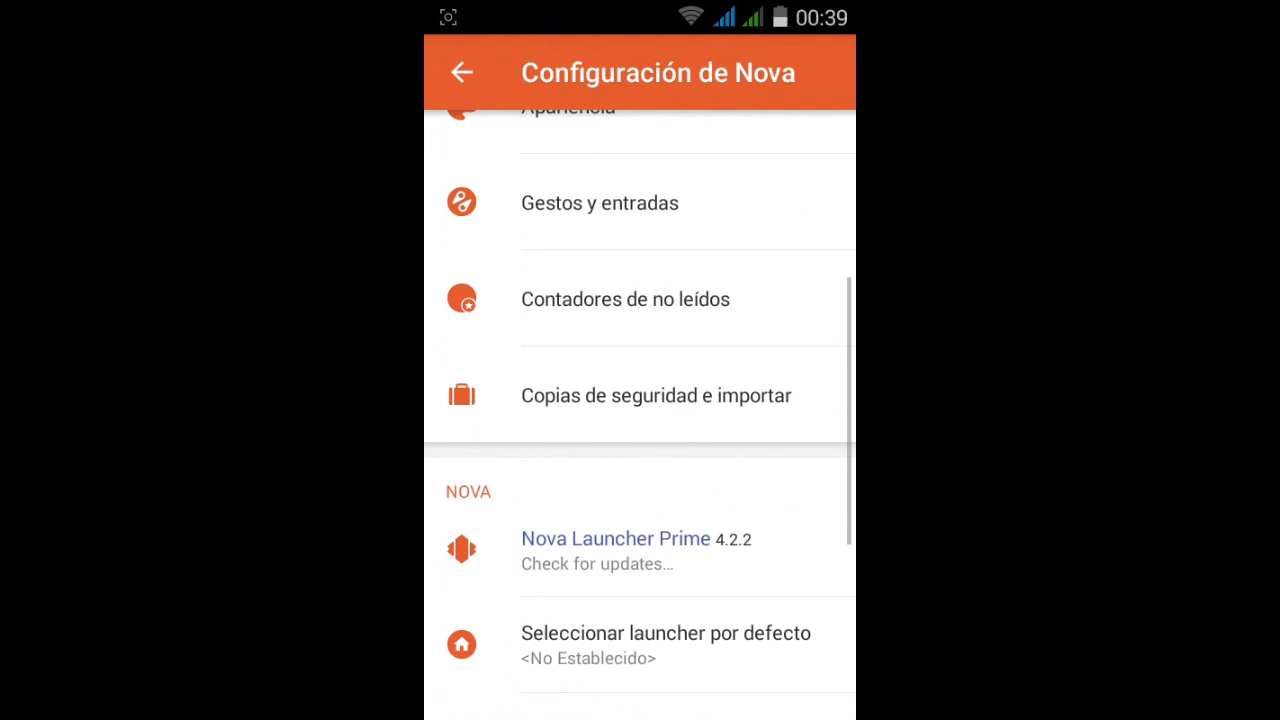 00:39
Configuración de Nova
Apariencia
Gestos y entradas
Contadores de no leídos
Copias de seguridad e importar
NOVA
Nova Launcher Prime 4.2.2
Check for updates...
Seleccionar launcher por defecto
<No Establecido>